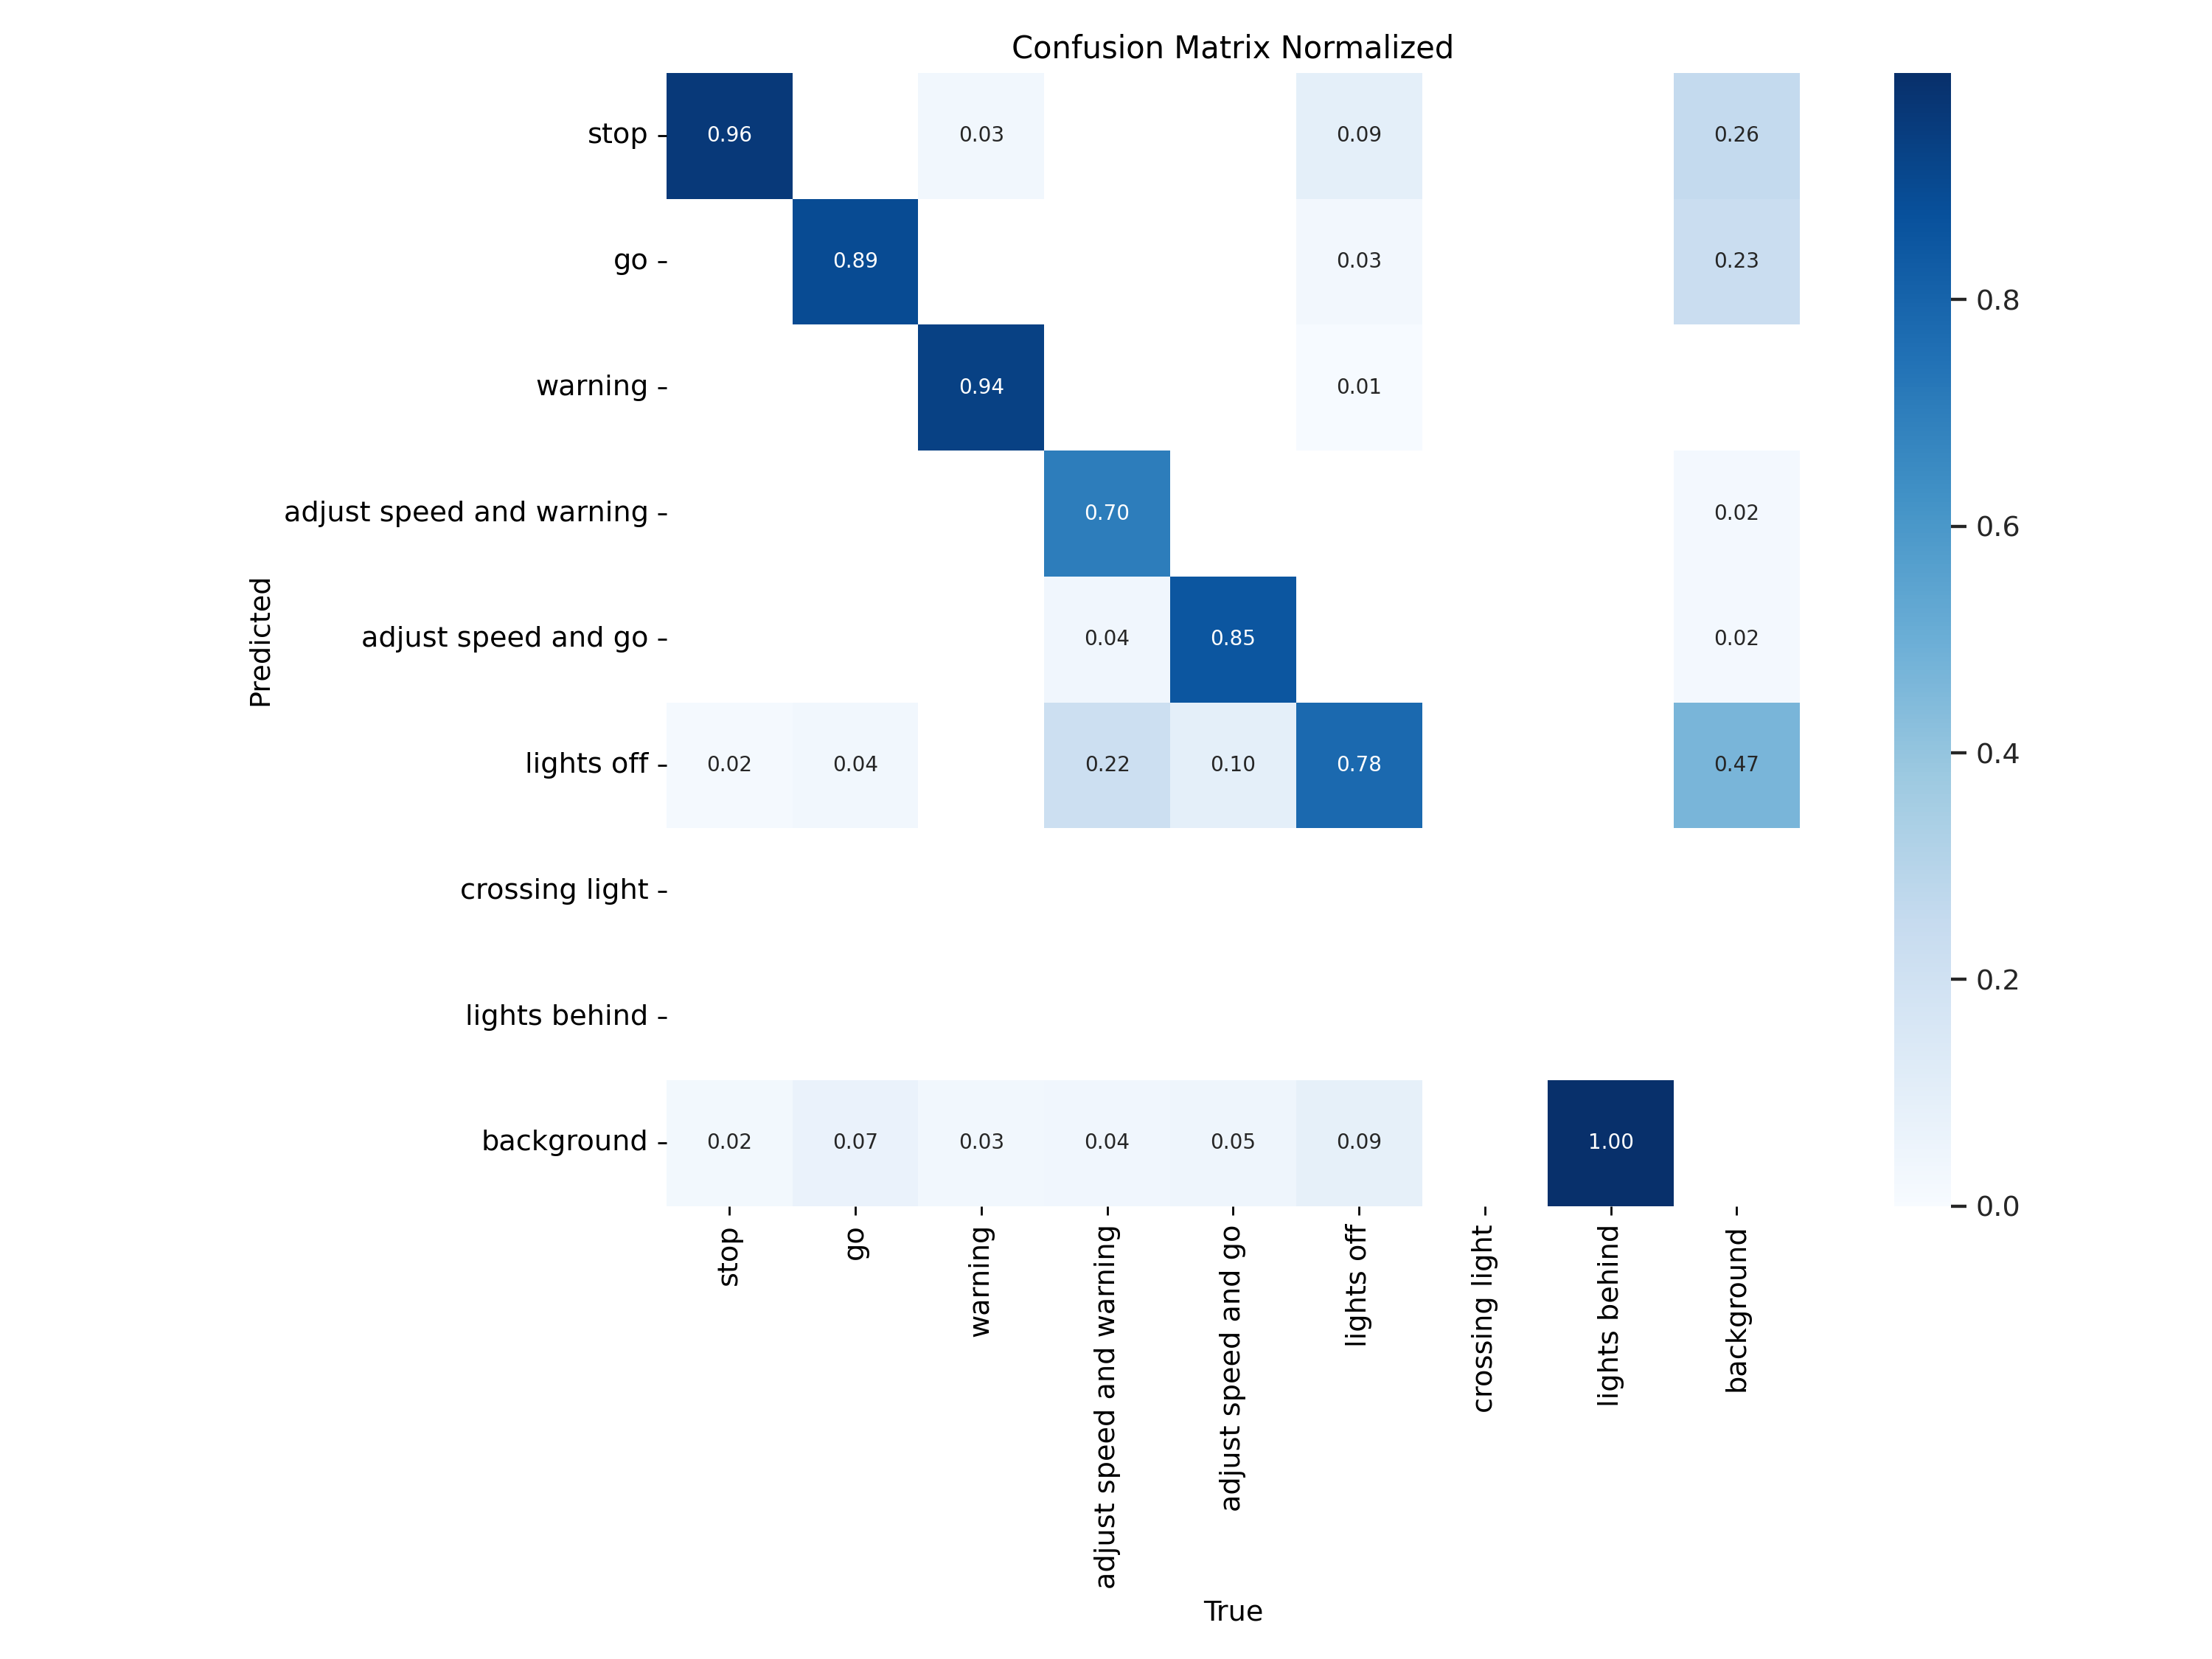 Confusion Matrix Normalized
stop
0.96
0.03
0.09
0.26
go
0.89
0.03
0.23
0.8
warning
0.94
0.01
adjust speed and warning
0.70
0.02
0.6
Predicted
adjust speed and go
0.04
0.85
0.02
lights off
0.02
0.04
0.22
0.10
0.78
0.47
0.4
crossing light
lights behind
0.2
background
0.02
0.07
0.03
0.04
0.05
0.09
1.00
0.0
stop
go
warning
adjust speed and warning
adjust speed and go
lights off
crossing light
lights behind
background
True